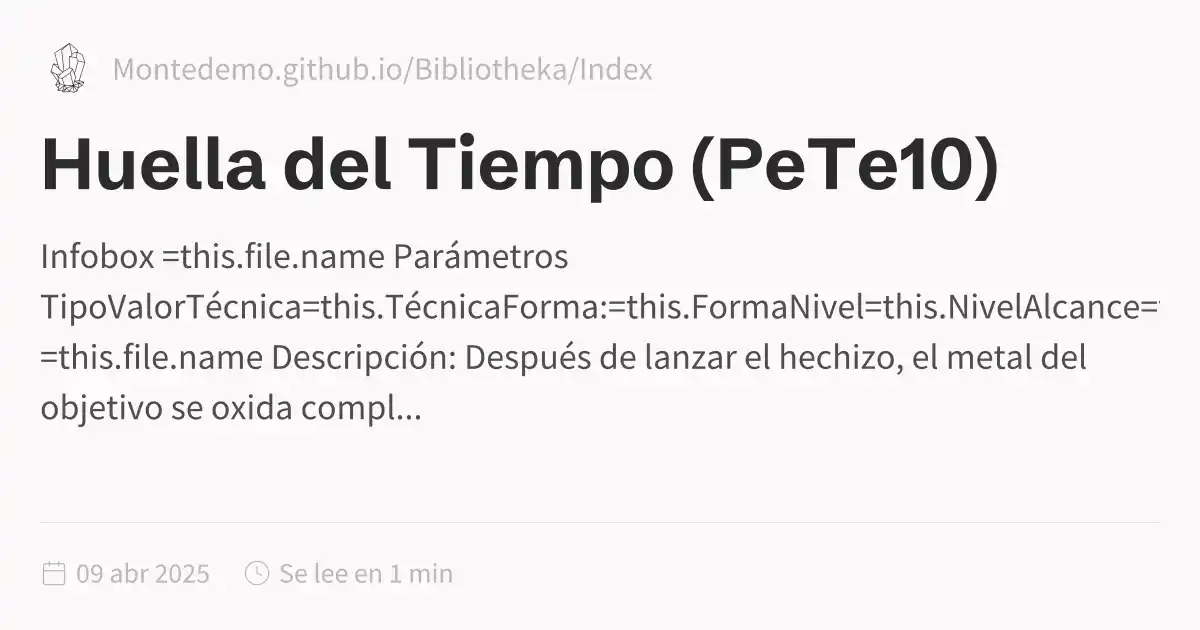 Montedemo.github.io/Bibliotheka/Index
Huella del Tiempo (PeTe10)
Infobox =this.file.name Parámetros
TipoValorTécnica=this.TécnicaForma:=this.FormaNivel=this.NivelAlcance=
=this.file.name Descripción: Después de lanzar el hechizo, el metal del
objetivo se oxida compl...
09 abr 2025
Se lee en 1 min